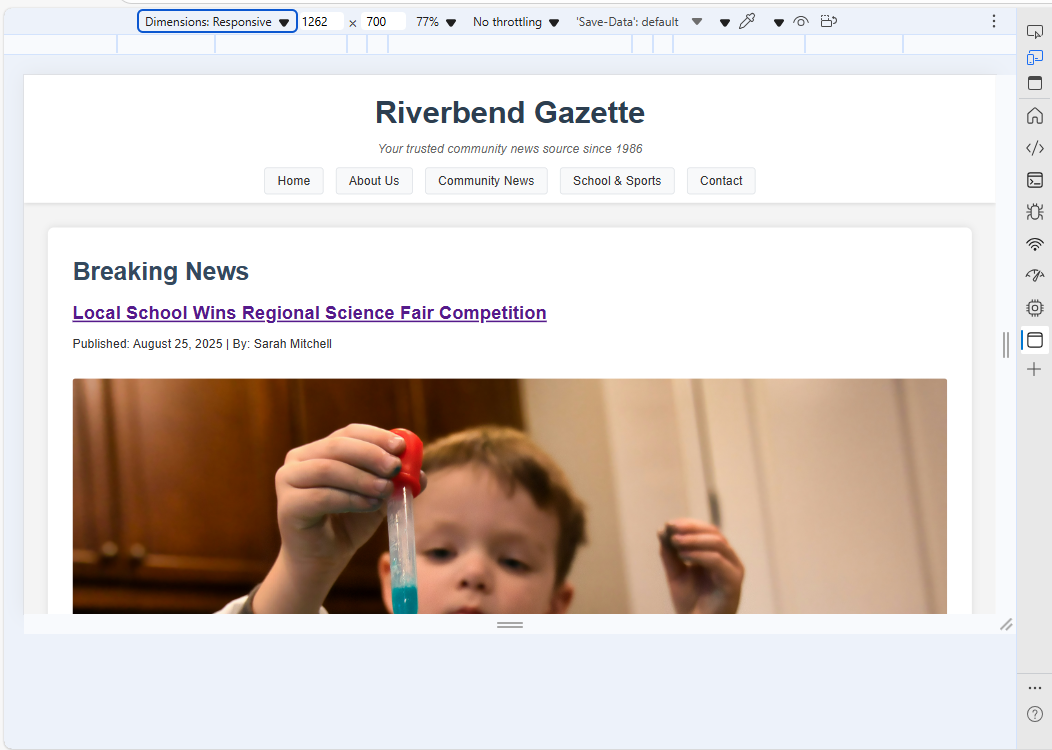 Dimensions: Responsive 1262 × 700 77% No throttling 'Save-Data': default
Riverbend Gazette
Your trusted community news source since 1986
Home About Us Community News School & Sports Contact
Breaking News
Local School Wins Regional Science Fair Competition
Published: August 25, 2025 | By: Sarah Mitchell